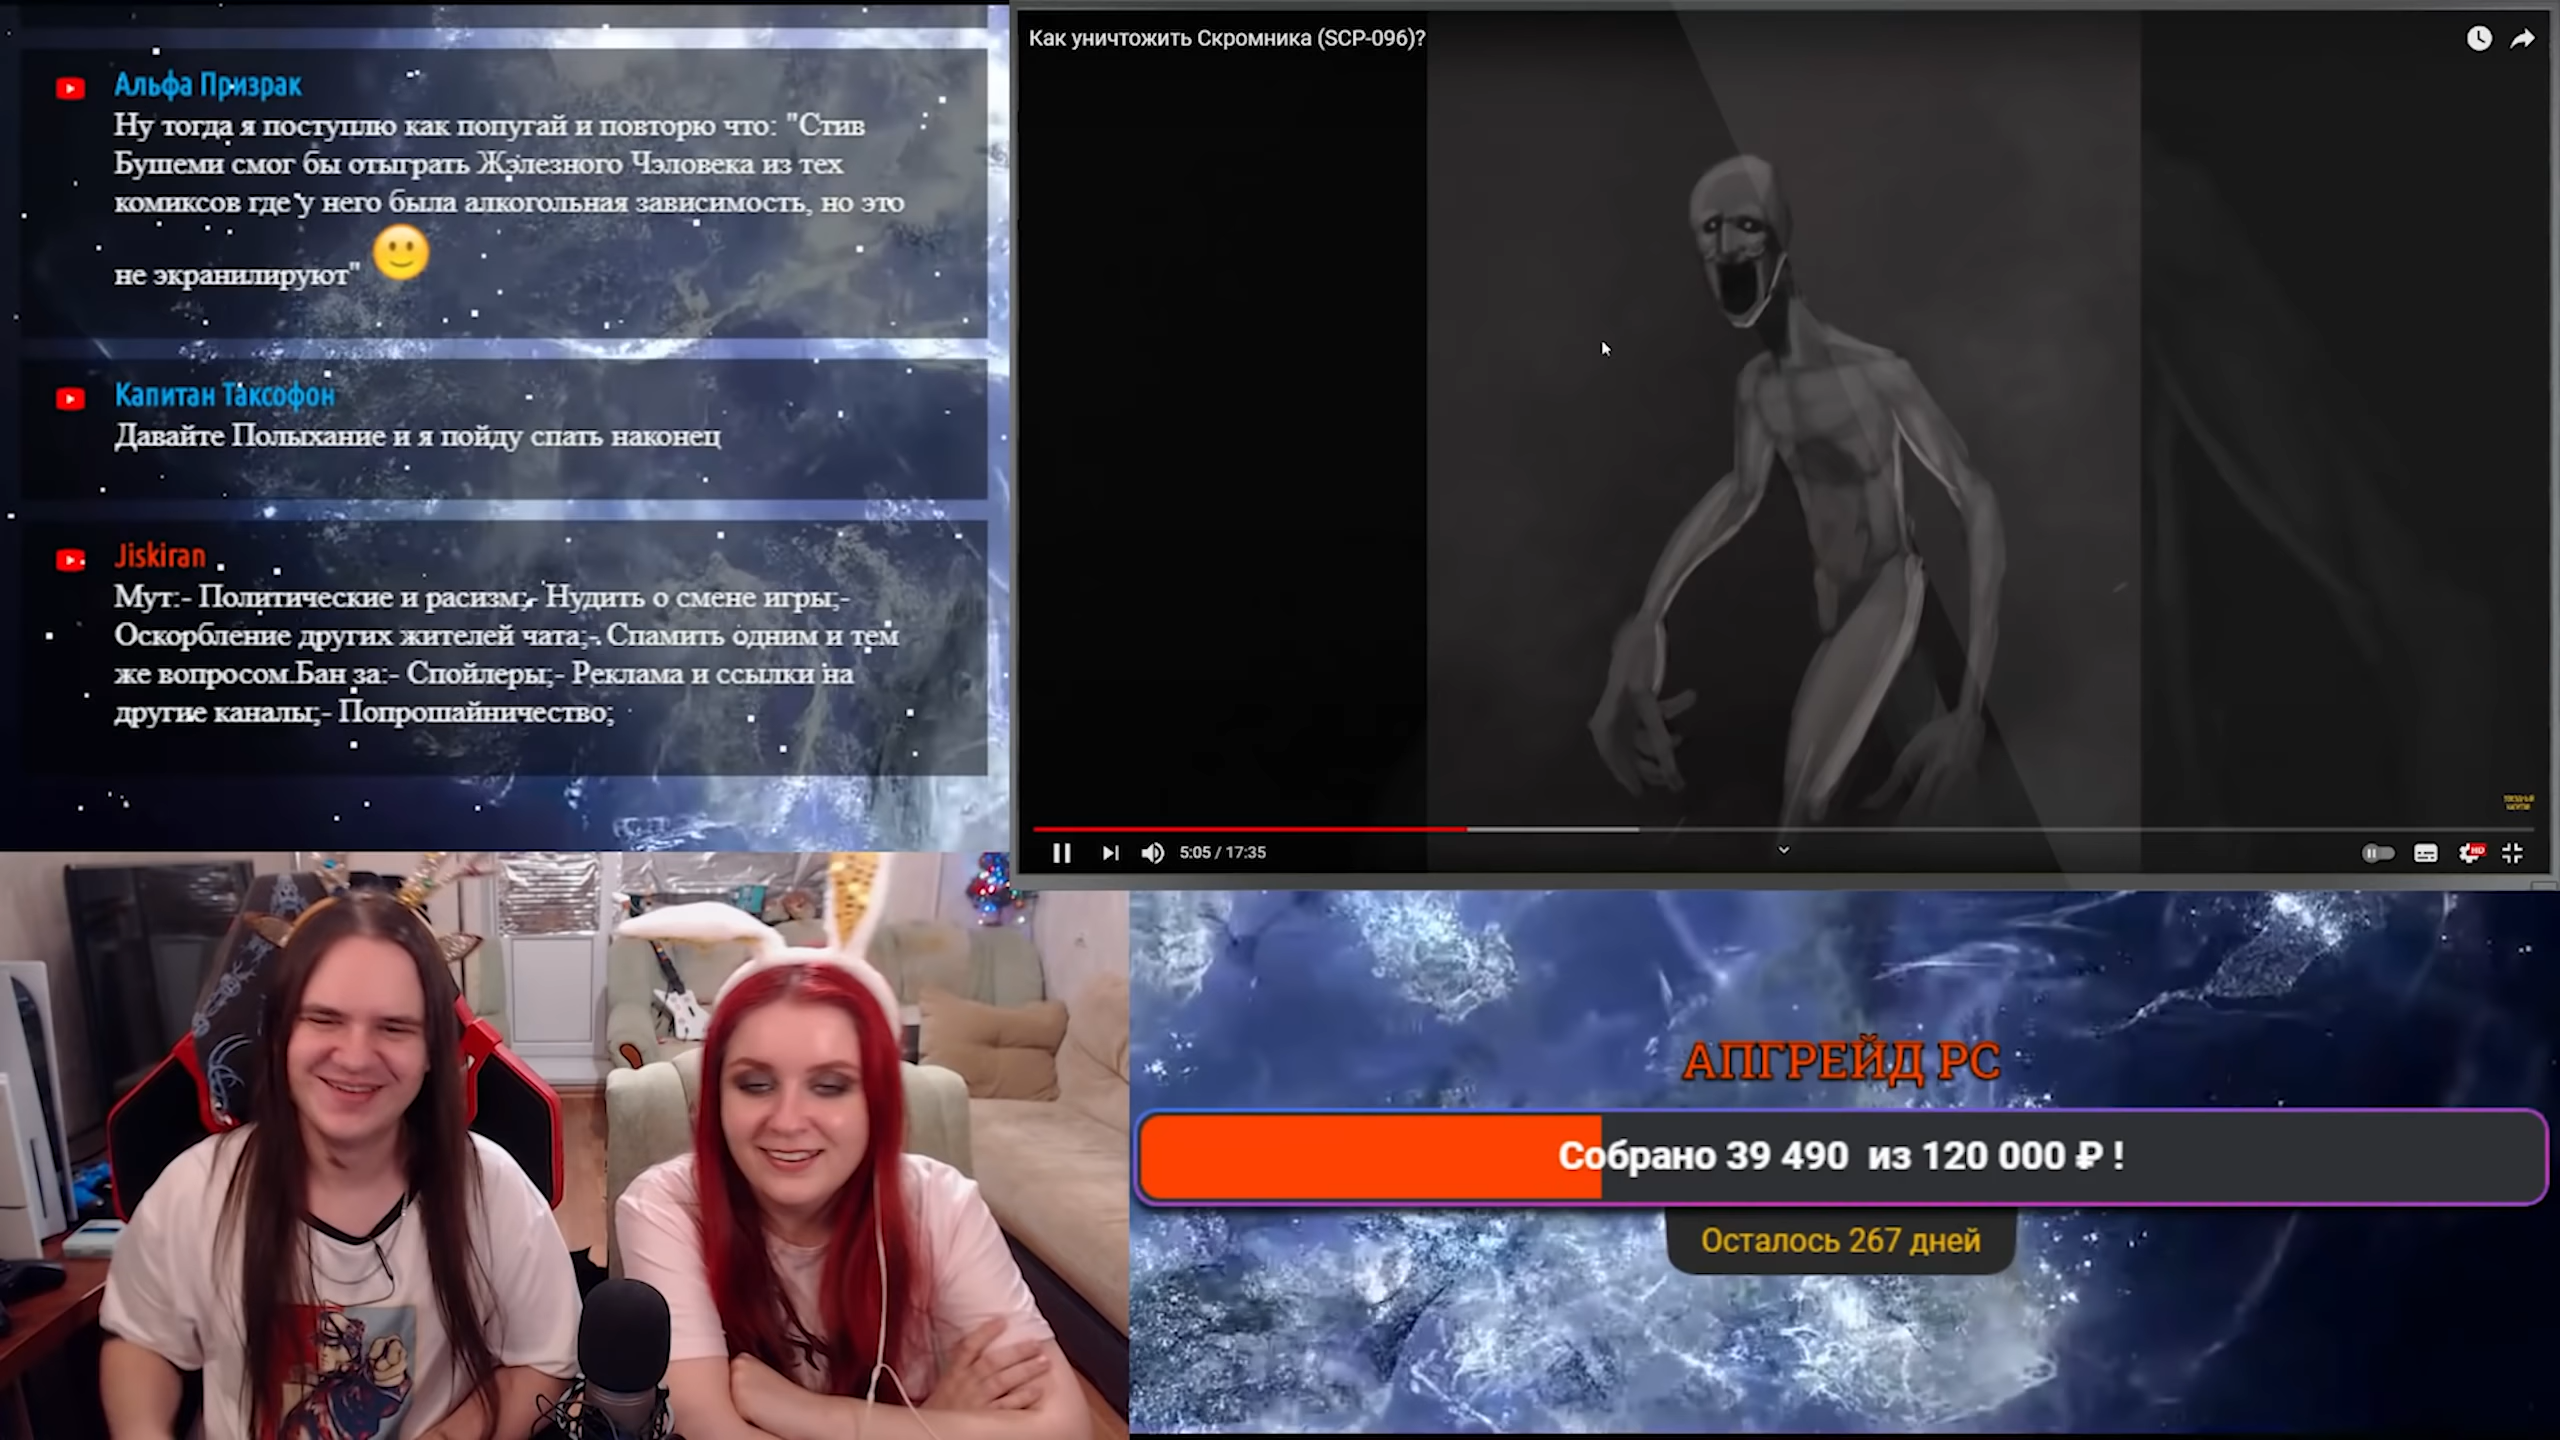 Альфа Призрак
Ну тогда я поступлю как попугай и повторю что: "Стив
Бушеми смог бы отыграть Жэлезного Чэловека из тех
комиксов где у него была алкогольная зависимость, но это
не экранилируют"
Капитан Таксофон
Давайте Полыхание и я пойду спать наконец
Jiskiran
Мут:- Политические и расизм;- Нудить о смене игры;-
Оскорбление других жителей чата;- Спамить одним и тем
же вопросом.Бан за:- Спойлеры;- Реклама и ссылки на
другие каналы;- Попрошайничество;
Как уничтожить Скромника (SCP-096)?
5:05 / 17:35
HD
АПГРЕЙД PC
Собрано 39 490 из 120 000 ₽ !
Осталось 267 дней